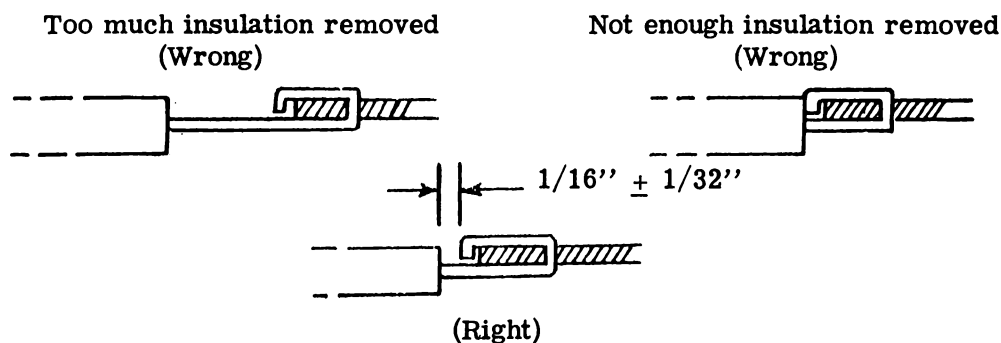 Too much insulation removed
(Wrong)
Not enough insulation removed
(Wrong)
1/16’’ ± 1/32’’
(Right)